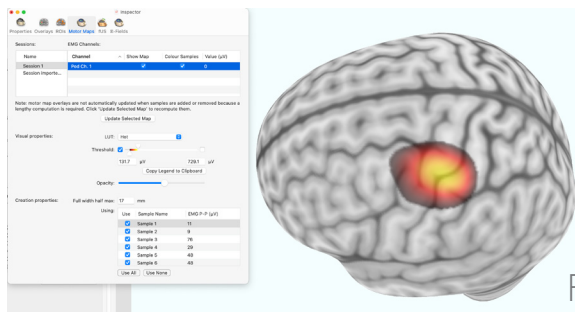 Inspector
Properties Overlays ROIs Motor Maps TUS E-Fields
Sessions: EMG Channels:
Name Channel Show Map Colour Samples Value (µV)
Session 1 Pod Ch. 1 0
Session Importe...
Note: motor map overlays are not automatically updated when samples are added or removed because a
lengthy computation is required. Click 'Update Selected Map' to recompute them.
Update Selected Map
Visual properties: LUT: Hot
Threshold:
131.7 µV 729.1 µV
Copy Legend to Clipboard
Opacity:
Creation properties: Full width half max: 17 mm
Using: Use Sample Name EMG P-P (µV)
Sample 1 11
Sample 2 9
Sample 3 76
Sample 4 29
Sample 5 49
Sample 6 49
Use All Use None